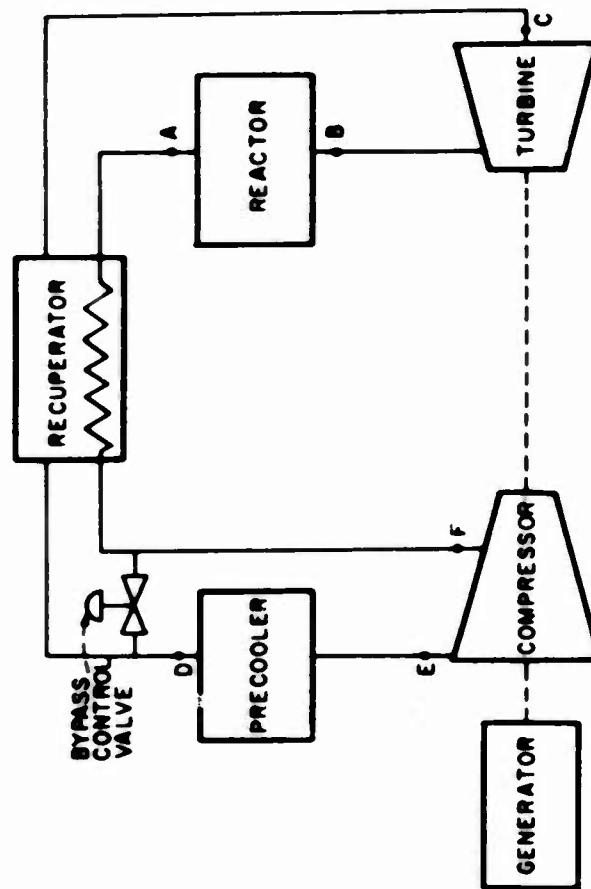 RECUPERATOR
BYPASS
CONTROL
VALVE
A
REACTOR
B
D
PRECOOLER
E
F
C
TURBINE
COMPRESSOR
GENERATOR